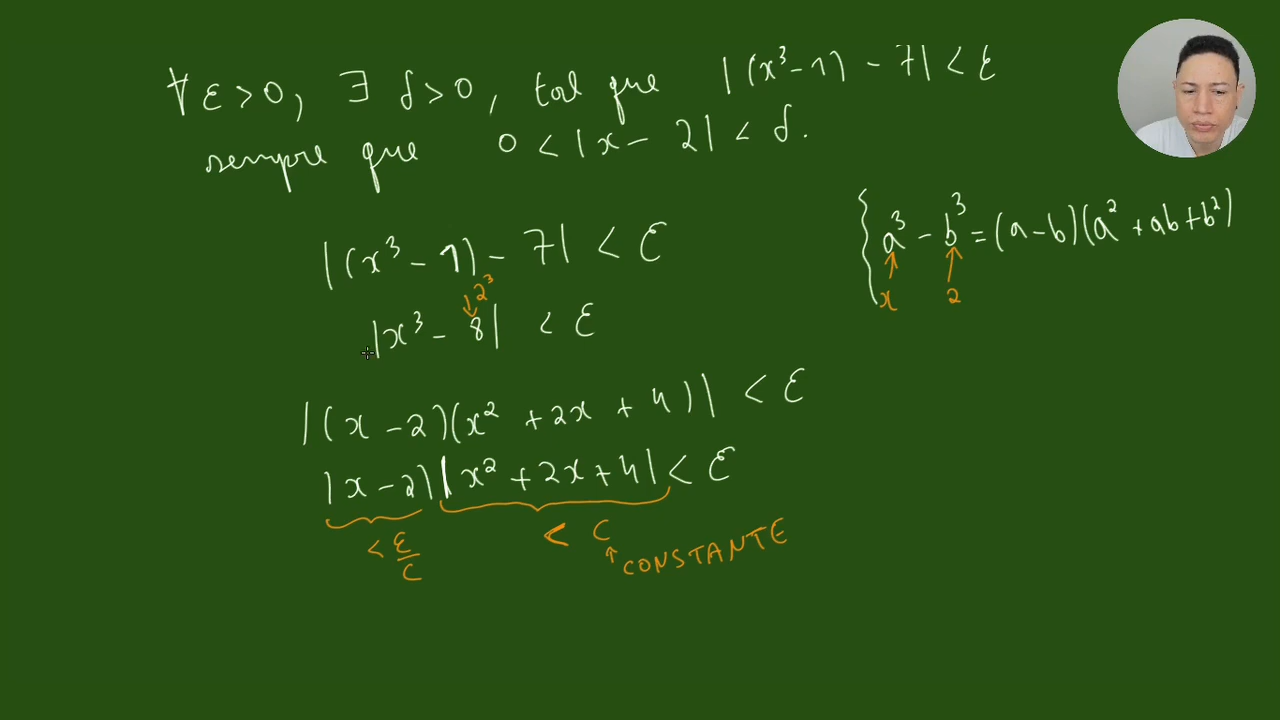 ∀ ε > 0, ∃ δ > 0, tal que |(x³ - 1) - 7| < ε
sempre que 0 < |x - 2| < δ.
|(x³ - 1) - 7| < ε
2³
|x³ - 8| < ε
|(x - 2)(x² + 2x + 4)| < ε
|x - 2| |x² + 2x + 4| < ε
< ε/C
< C
CONSTANTE
a³ - b³ = (a - b)(a² + ab + b²)
x 2